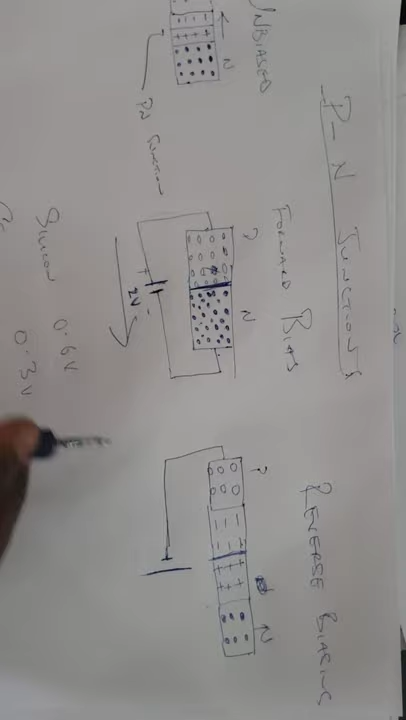 P-N JUNCTIONS
UNBIASED
N
PN JUNCTION
FORWARD BIAS
P
N
+
-
2V
SILICON 0.6V
0.3V
REVERSE BIASING
P
N